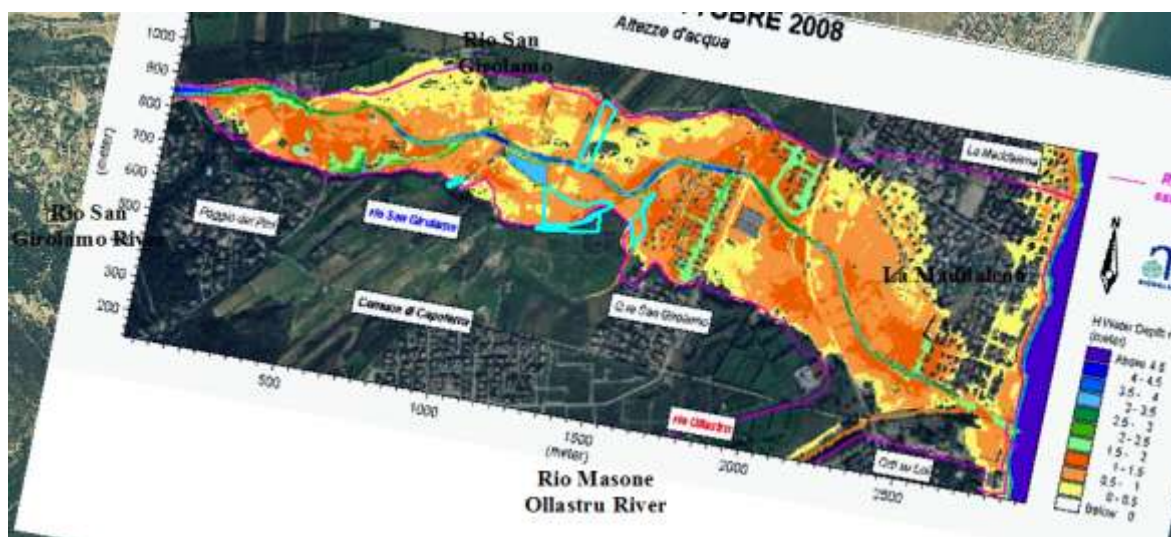 TOBRE 2008
Altezze d'acqua
Rio San
Girolamo
La Maddalena
Poggio dei Pini
rio San Girolamo
Rio San
Girolamo River
La Maddalena
Comune di Capoterra
C.re San Girolamo
rio Ollastru
Orti su Loi
Rio Masone
Ollastru River
1000
900
800
700
600
500
400
300
200
(meter)
500
1000
1500
2000
2500
(meter)
N
H Water Depth
(meter)
Above 4.5
4 - 4.5
3.5 - 4
3 - 3.5
2.5 - 3
2 - 2.5
1.5 - 2
1 - 1.5
0.5 - 1
0 - 0.5
Below 0